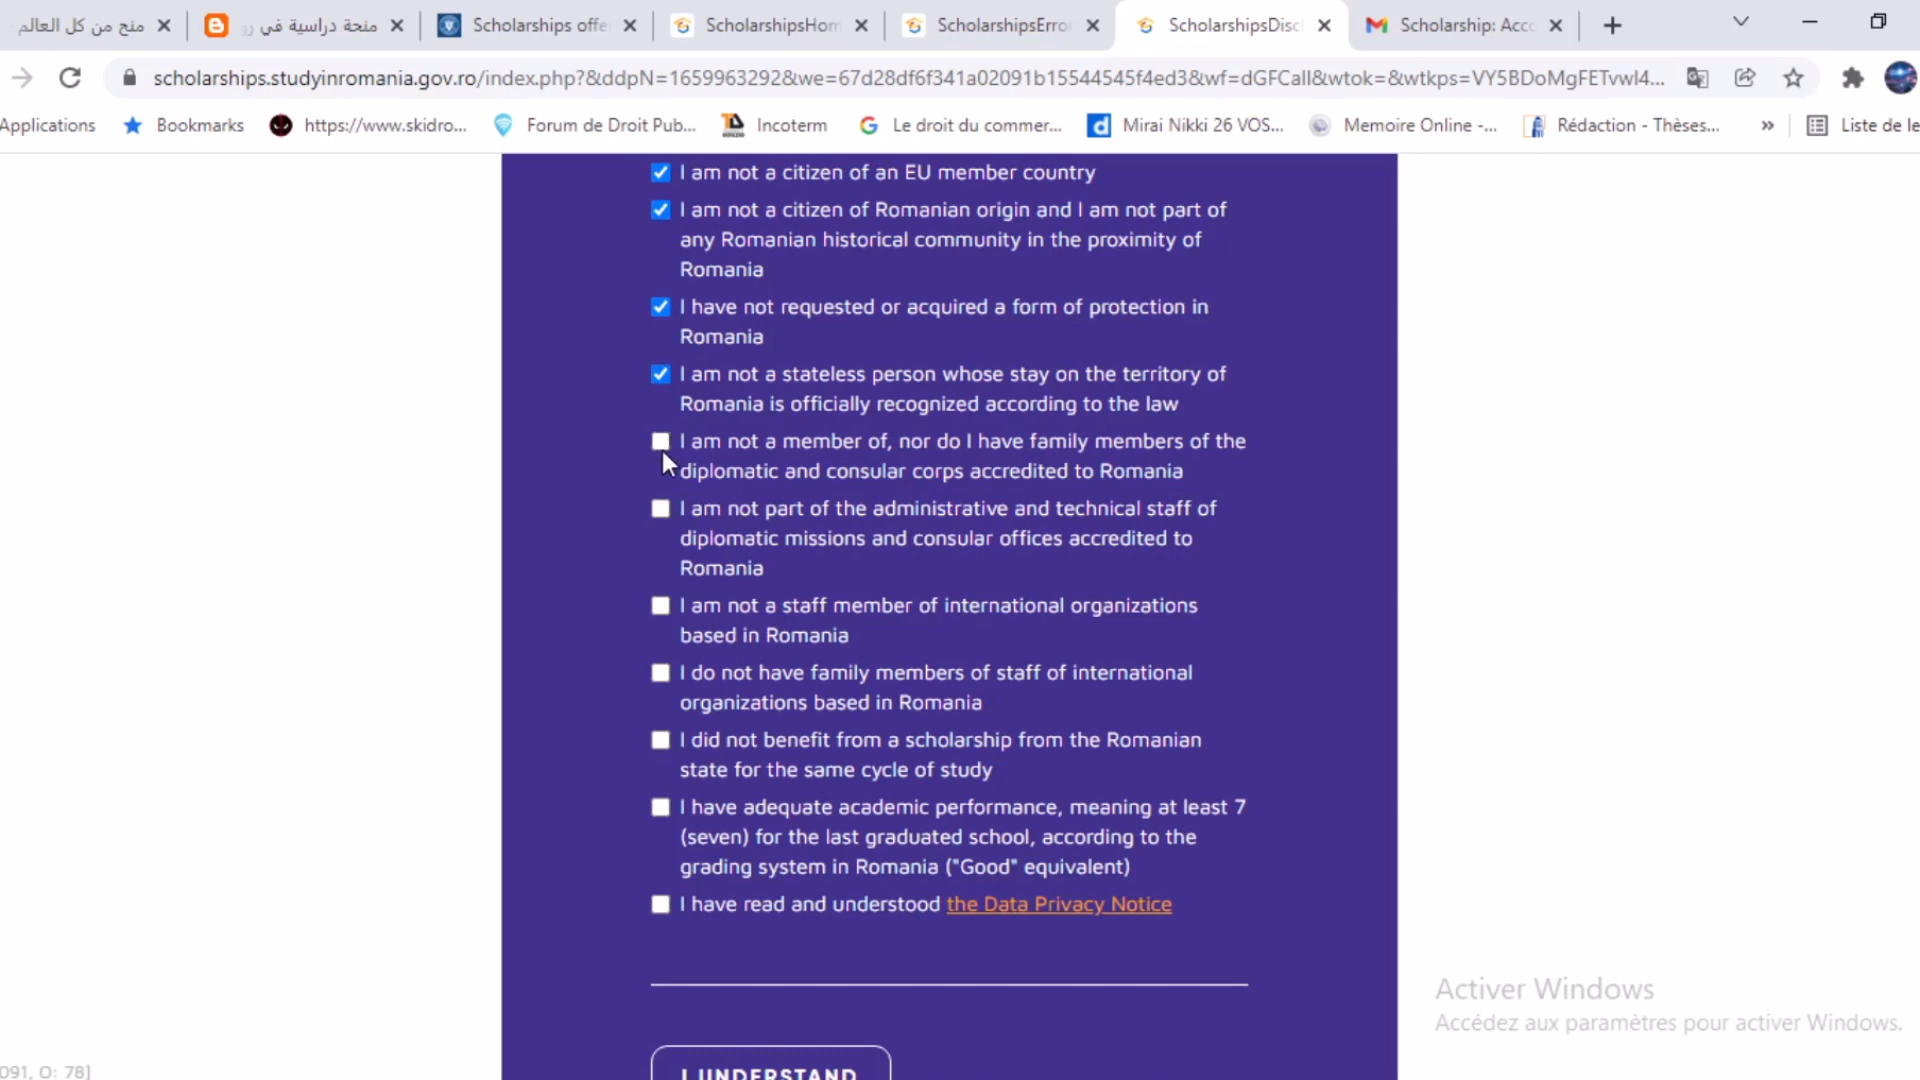 منح من كل العالم
منحة دراسية في رو
Scholarships offe
ScholarshipsHom
ScholarshipsErro
ScholarshipsDiscl
Scholarship: Acco
scholarships.studyinromania.gov.ro/index.php?&ddpN=1659963292&we=67d28df6f341a02091b15544545f4ed3&wf=dGFCall&wtok=&wtkps=VY5BDoMgFETvwl4...
Applications
Bookmarks
https://www.skidro...
Forum de Droit Pub...
Incoterm
Le droit du commer...
Mirai Nikki 26 VOS...
Memoire Online -...
Rédaction - Thèses...
»
Liste de le
I am not a citizen of an EU member country
I am not a citizen of Romanian origin and I am not part of
any Romanian historical community in the proximity of
Romania
I have not requested or acquired a form of protection in
Romania
I am not a stateless person whose stay on the territory of
Romania is officially recognized according to the law
I am not a member of, nor do I have family members of the
diplomatic and consular corps accredited to Romania
I am not part of the administrative and technical staff of
diplomatic missions and consular offices accredited to
Romania
I am not a staff member of international organizations
based in Romania
I do not have family members of staff of international
organizations based in Romania
I did not benefit from a scholarship from the Romanian
state for the same cycle of study
I have adequate academic performance, meaning at least 7
(seven) for the last graduated school, according to the
grading system in Romania ("Good" equivalent)
I have read and understood the Data Privacy Notice
Activer Windows
Accédez aux paramètres pour activer Windows.
I UNDERSTAND
091, O: 78]